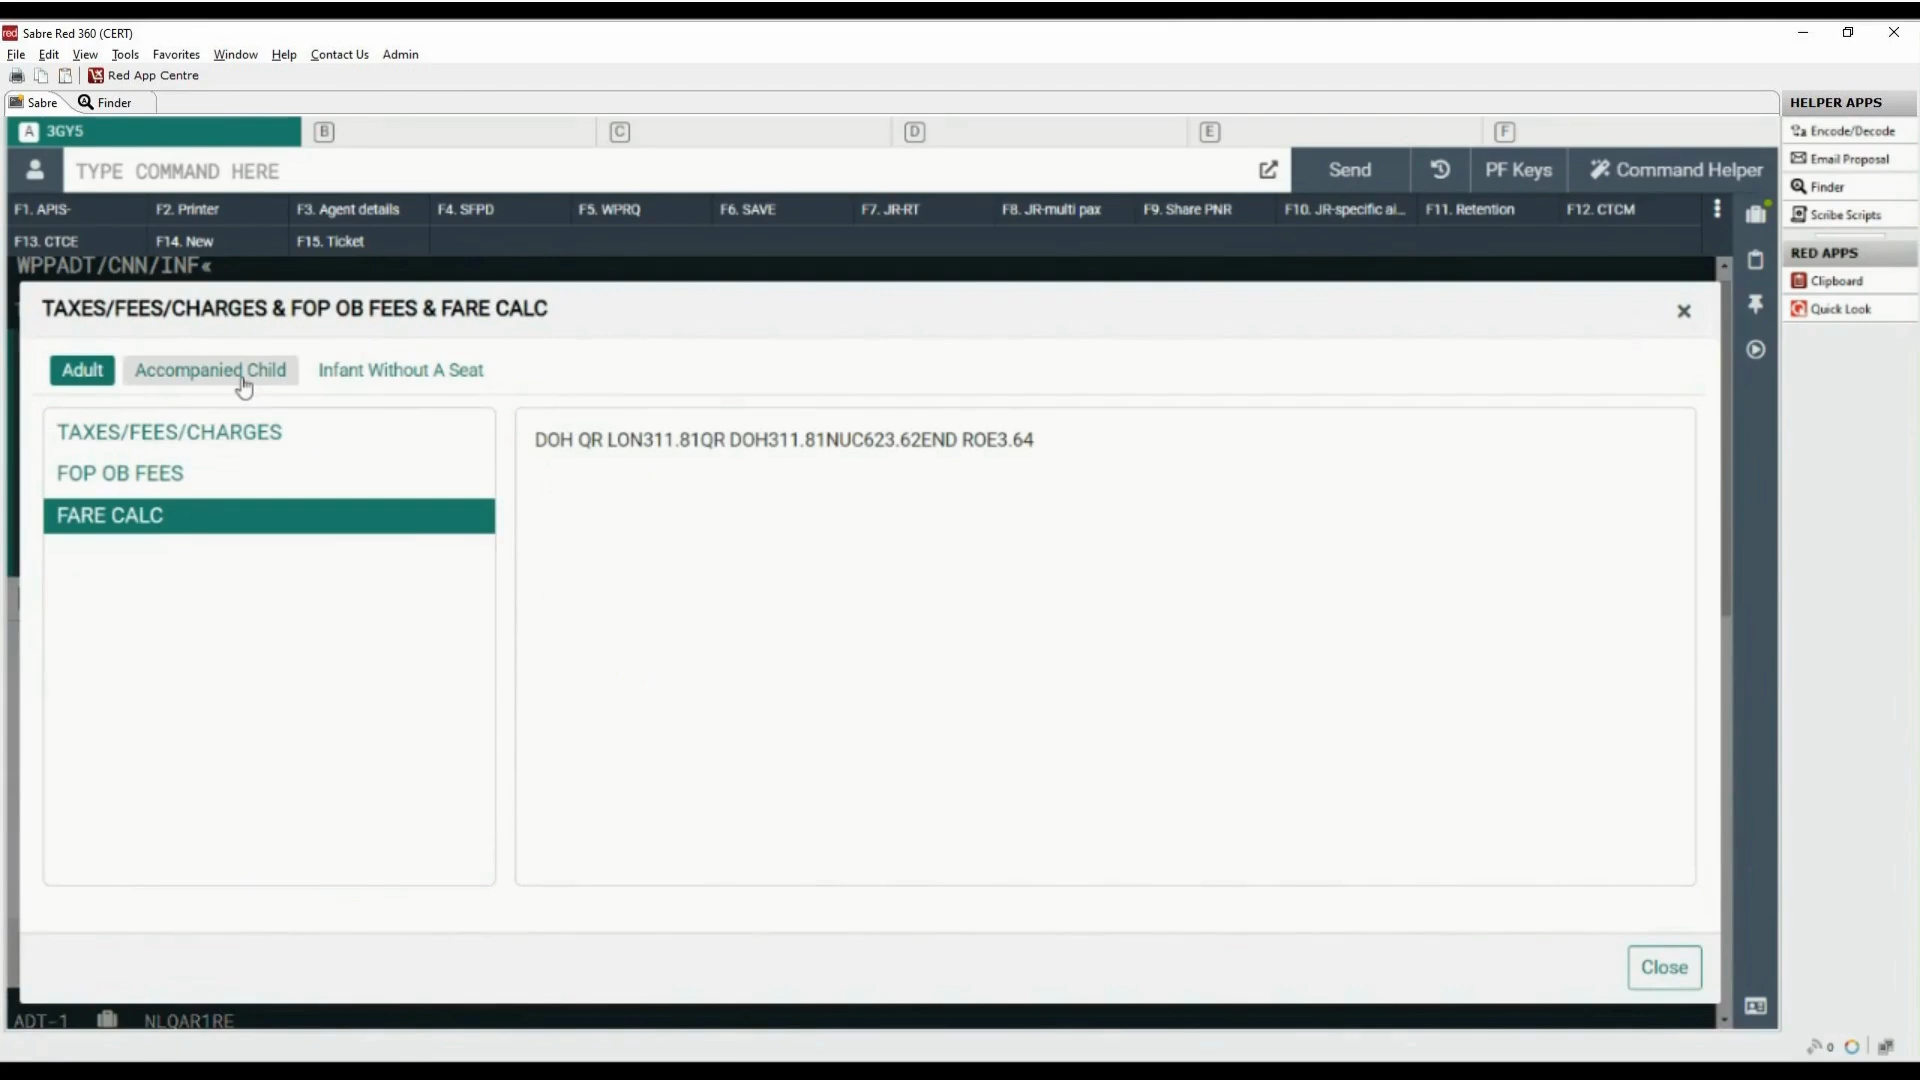 red Sabre Red 360 (CERT)
File Edit View Tools Favorites Window Help Contact Us Admin
Red App Centre
Sabre Finder
HELPER APPS
A 3GY5 B C D E F
Encode/Decode
TYPE COMMAND HERE Send PF Keys Command Helper
Email Proposal
Finder
F1. APIS- F2. Printer F3. Agent details F4. SFPD F5. WPRQ F6. SAVE F7. JR-RT F8. JR-multi pax F9. Share PNR F10. JR-specific ai... F11. Retention F12. CTCM
Scribe Scripts
F13. CTCE F14. New F15. Ticket
RED APPS
WPPADT/CNN/INF«
Clipboard
TAXES/FEES/CHARGES & FOP OB FEES & FARE CALC
Quick Look
Adult Accompanied Child Infant Without A Seat
TAXES/FEES/CHARGES
DOH QR LON311.81QR DOH311.81NUC623.62END ROE3.64
FOP OB FEES
FARE CALC
Close
ADT-1 NLQAR1RE
0